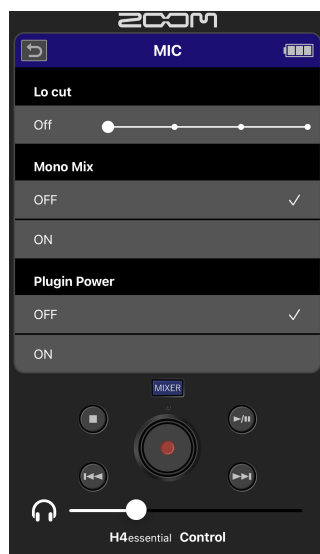 ZOOM
MIC
Lo cut
Off
Mono Mix
OFF
ON
Plugin Power
OFF
ON
MIXER
H4essential Control